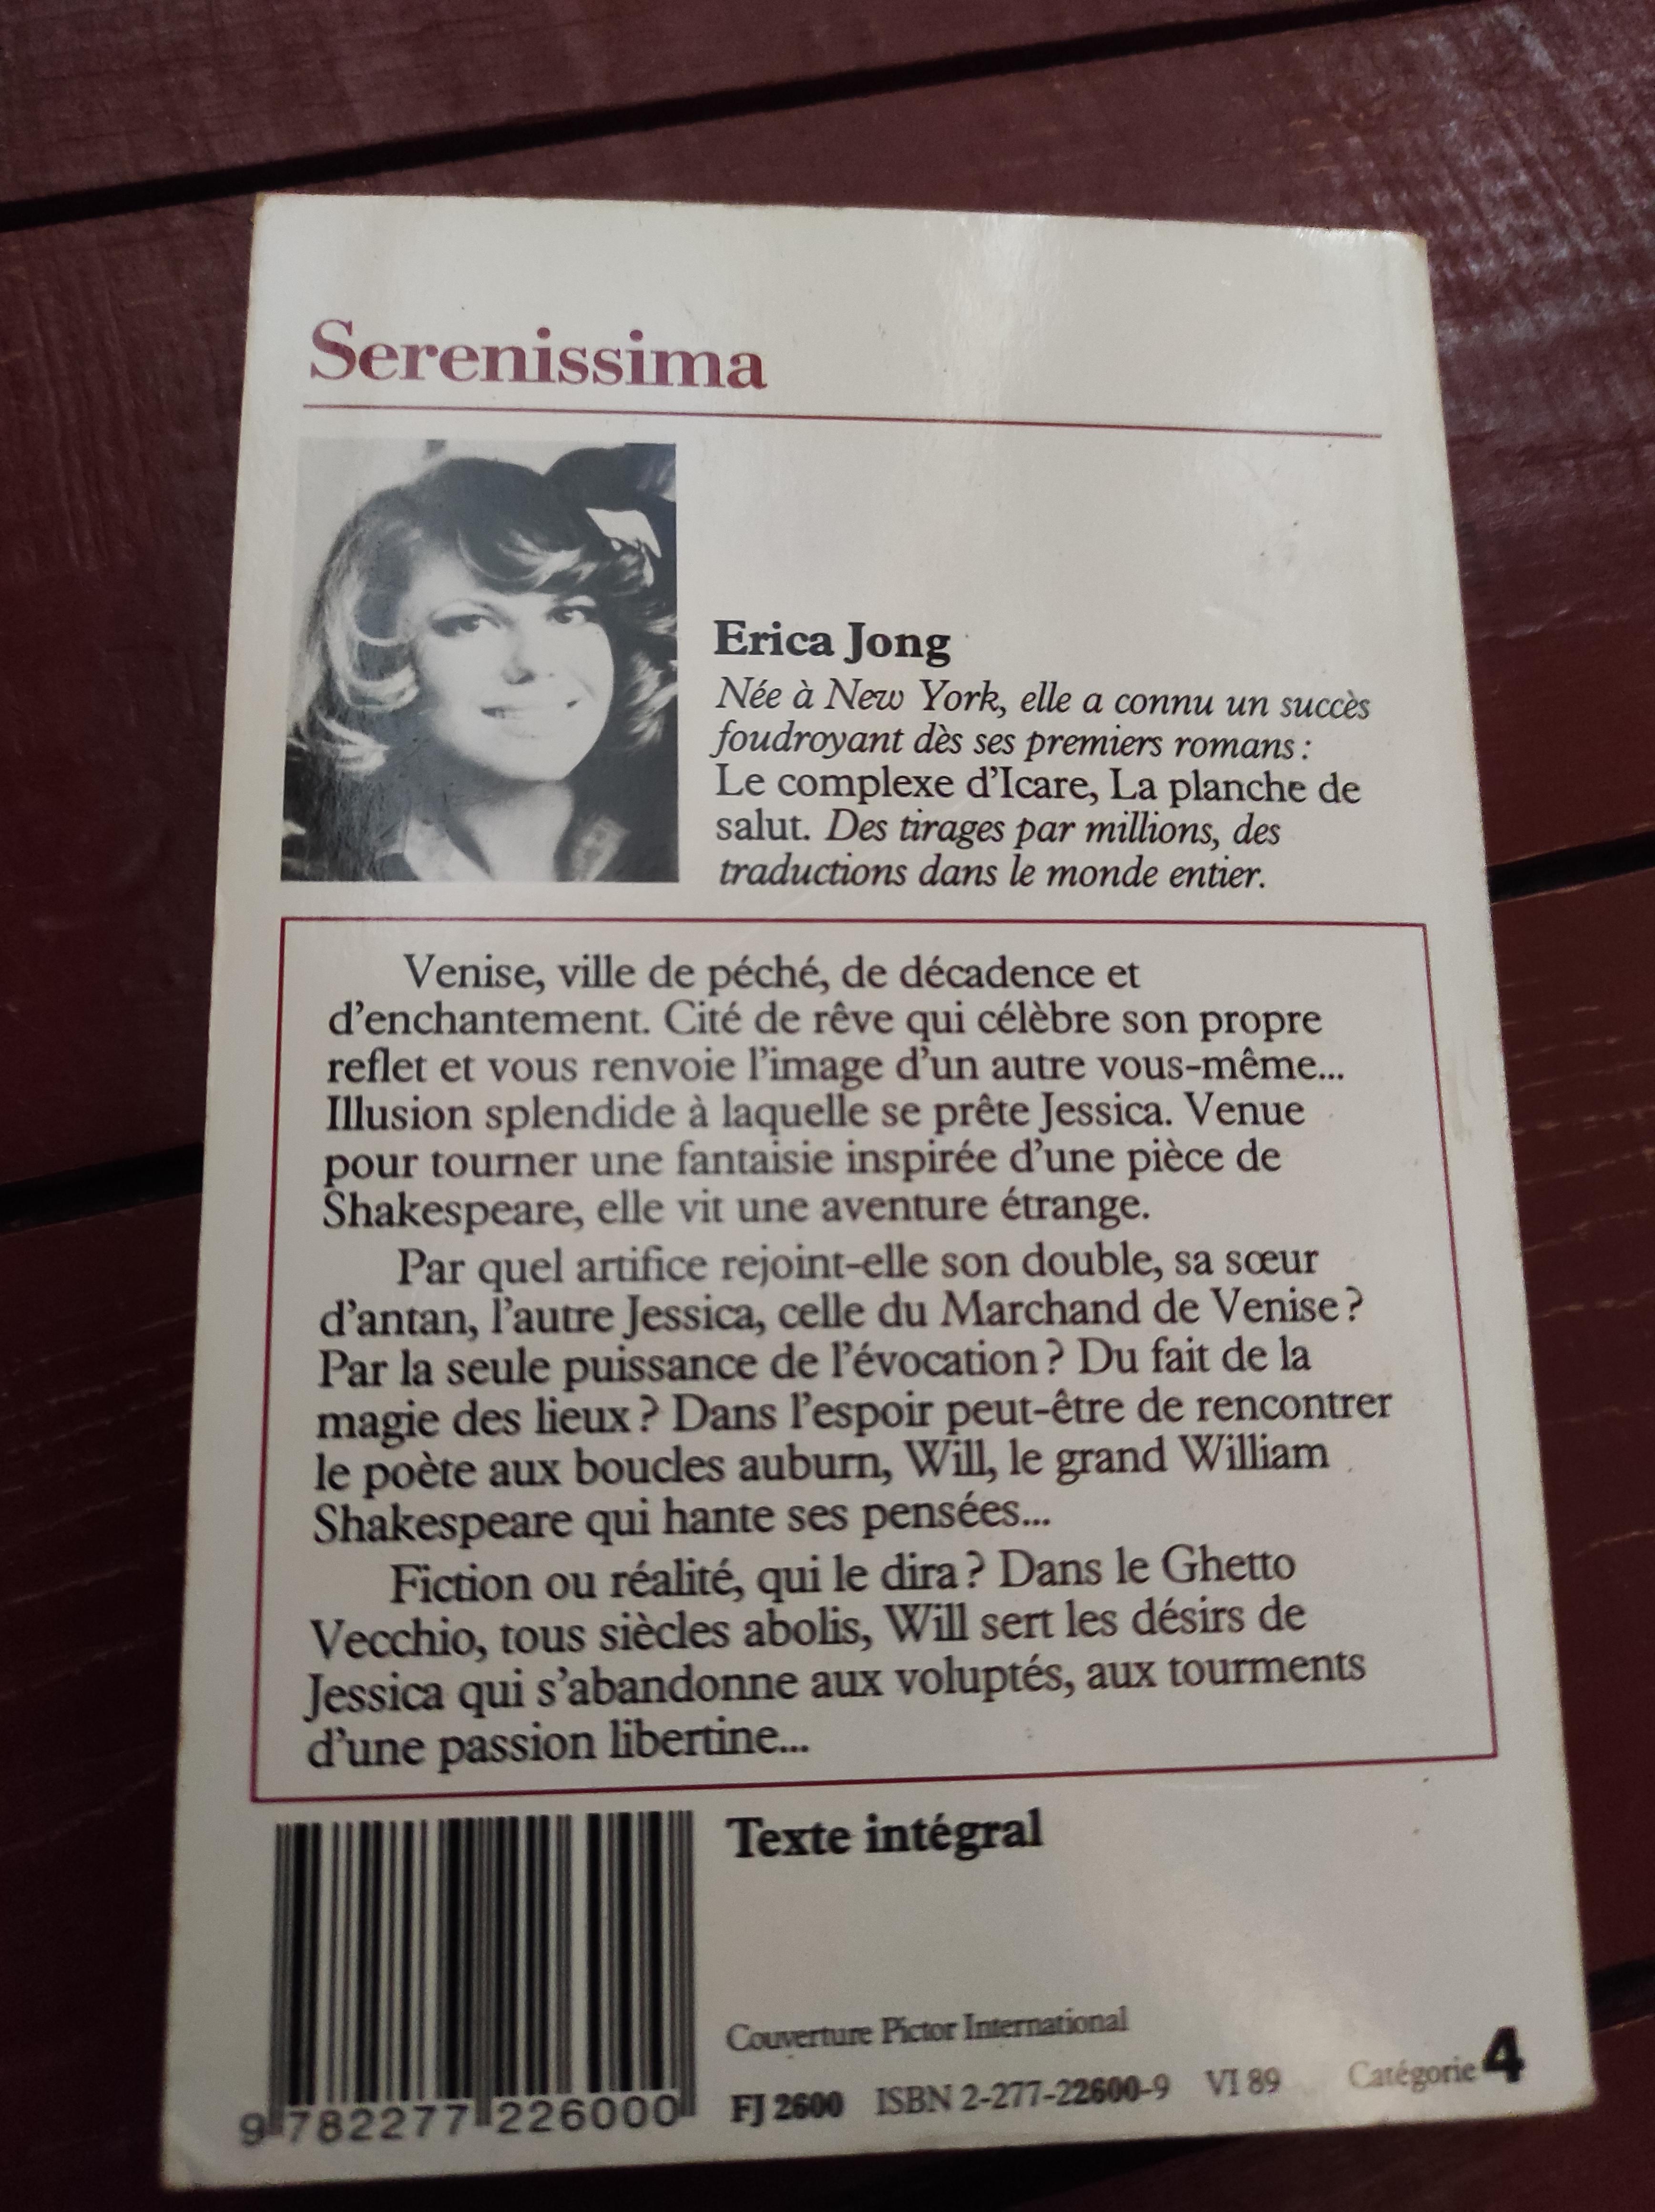 Serenissima
Erica Jong
Née à New York, elle a connu un succès
foudroyant dès ses premiers romans :
Le complexe d'Icare, La planche de
salut. Des tirages par millions, des
traductions dans le monde entier.
Venise, ville de péché, de décadence et
d'enchantement. Cité de rêve qui célèbre son propre
reflet et vous renvoie l'image d'un autre vous-même...
Illusion splendide à laquelle se prête Jessica. Venue
pour tourner une fantaisie inspirée d'une pièce de
Shakespeare, elle vit une aventure étrange.
Par quel artifice rejoint-elle son double, sa sœur
d'antan, l'autre Jessica, celle du Marchand de Venise ?
Par la seule puissance de l'évocation ? Du fait de la
magie des lieux ? Dans l'espoir peut-être de rencontrer
le poète aux boucles auburn, Will, le grand William
Shakespeare qui hante ses pensées...
Fiction ou réalité, qui le dira ? Dans le Ghetto
Vecchio, tous siècles abolis, Will sert les désirs de
Jessica qui s'abandonne aux voluptés, aux tourments
d'une passion libertine...
Texte intégral
Couverture Pictor International
FJ 2600 ISBN 2-277-22600-9 VI 89 Catégorie 4
9 782277 226000